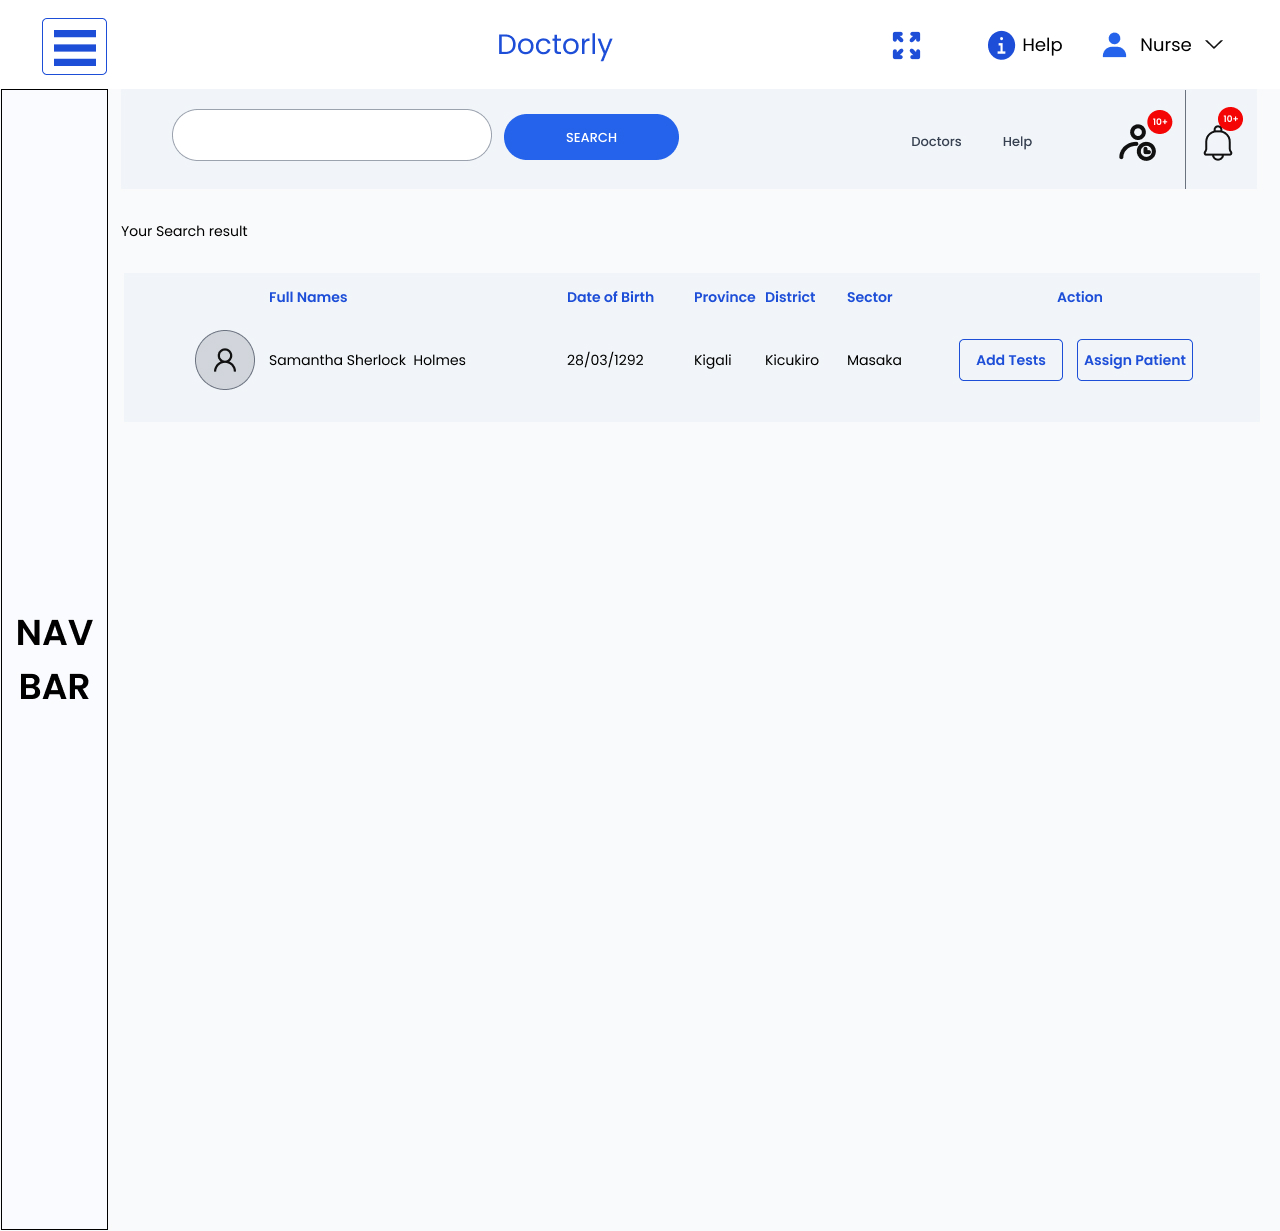 Doctorly
Help
Nurse
SEARCH
Doctors
Help
10+
10+
Your Search result
Full Names Date of Birth Province District Sector Action
Samantha Sherlock Holmes 28/03/1292 Kigali Kicukiro Masaka Add Tests Assign Patient
NAV
BAR